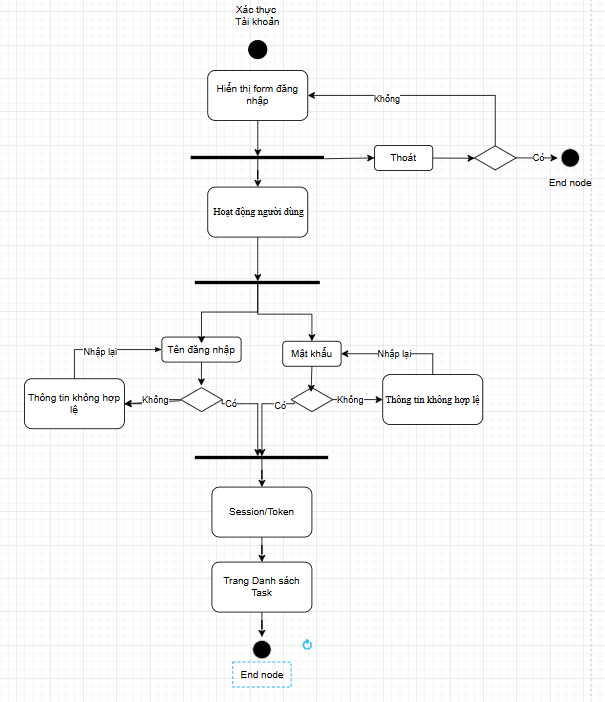 Xác thực
Tài khoản
Hiển thị form đăng
nhập
Không
Thoát
Có
End node
Hoạt động người dùng
Tên đăng nhập
Nhập lại
Mật khẩu
Nhập lại
Thông tin không hợp
lệ
Không
Có
Có
Không
Thông tin không hợp lệ
Session/Token
Trang Danh sách
Task
End node